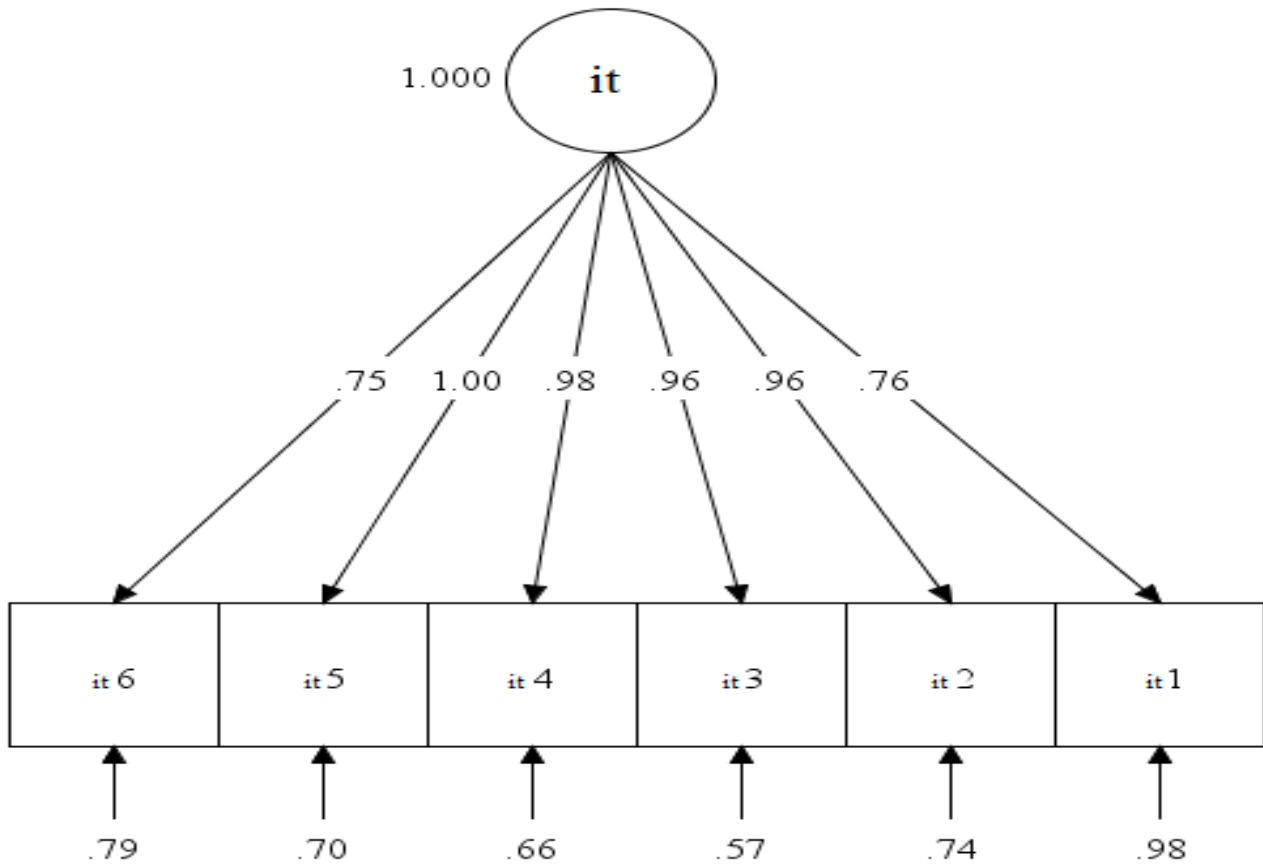 1.000 it
.75 1.00 .98 .96 .96 .76
it 6 it 5 it 4 it 3 it 2 it 1
.79 .70 .66 .57 .74 .98